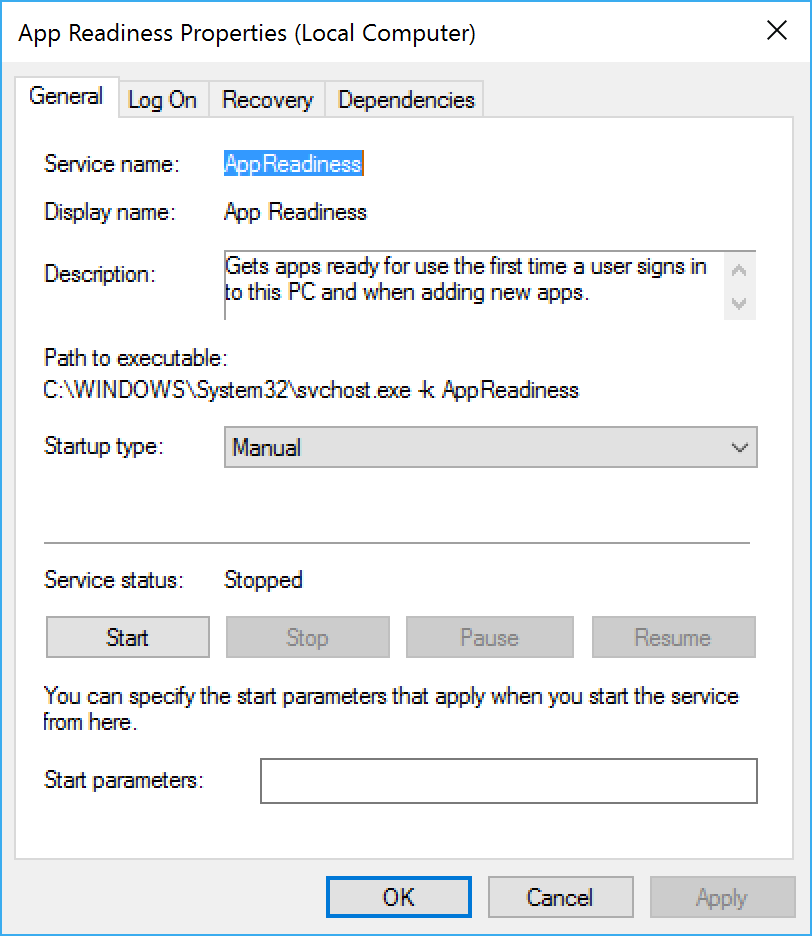 App Readiness Properties (Local Computer)
General Log On Recovery Dependencies
Service name: AppReadiness
Display name: App Readiness
Description: Gets apps ready for use the first time a user signs in
to this PC and when adding new apps.
Path to executable:
C:\WINDOWS\System32\svchost.exe -k AppReadiness
Startup type: Manual
Service status: Stopped
Start Stop Pause Resume
You can specify the start parameters that apply when you start the service
from here.
Start parameters:
OK Cancel Apply